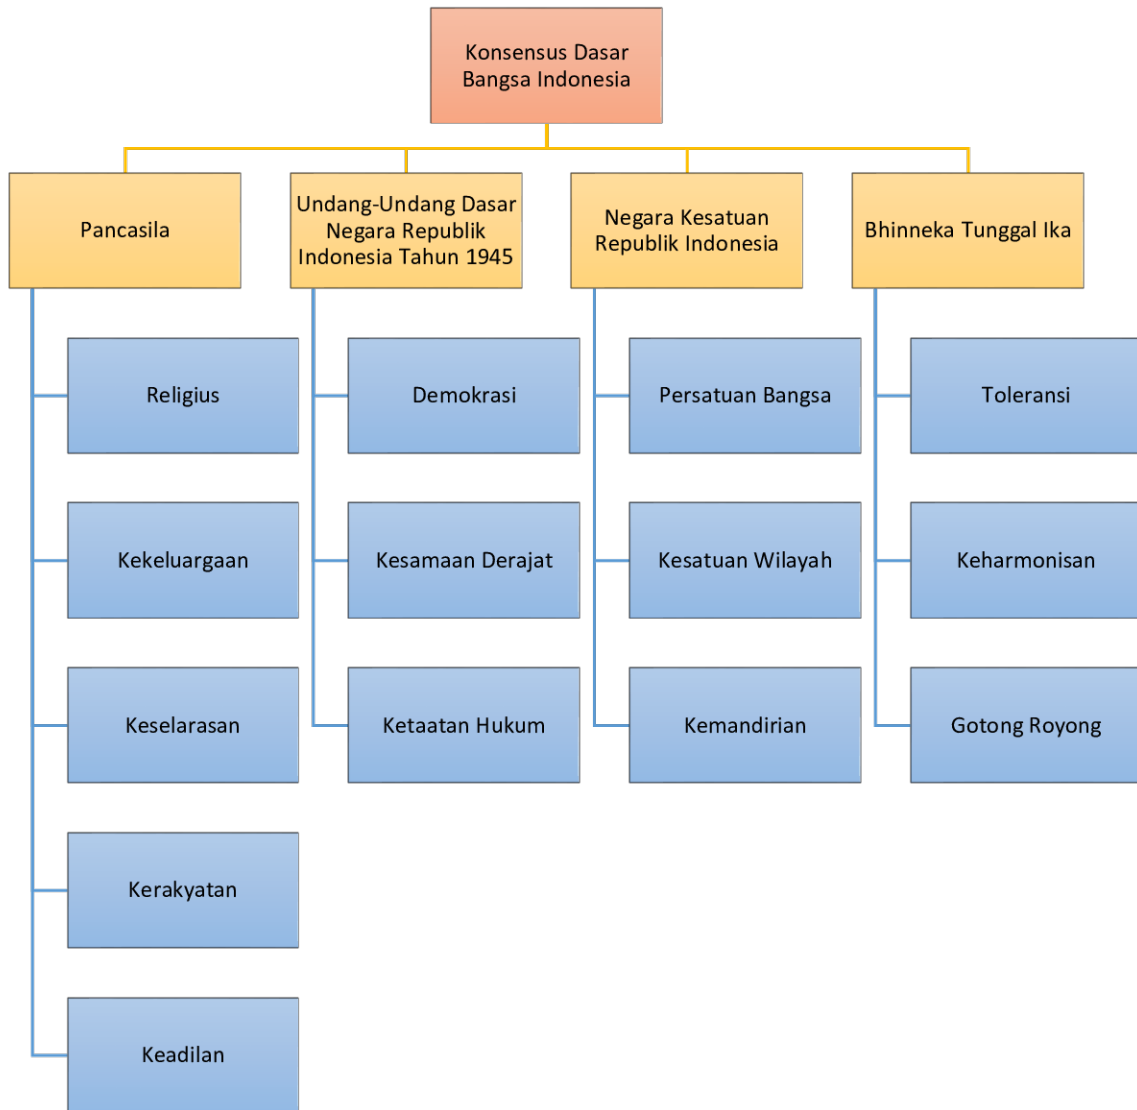 Konsensus Dasar
Bangsa Indonesia
Pancasila
Undang-Undang Dasar
Negara Republik
Indonesia Tahun 1945
Negara Kesatuan
Republik Indonesia
Bhinneka Tunggal Ika
Religius
Demokrasi
Persatuan Bangsa
Toleransi
Kekeluargaan
Kesamaan Derajat
Kesatuan Wilayah
Keharmonisan
Keselarasan
Ketaatan Hukum
Kemandirian
Gotong Royong
Kerakyatan
Keadilan